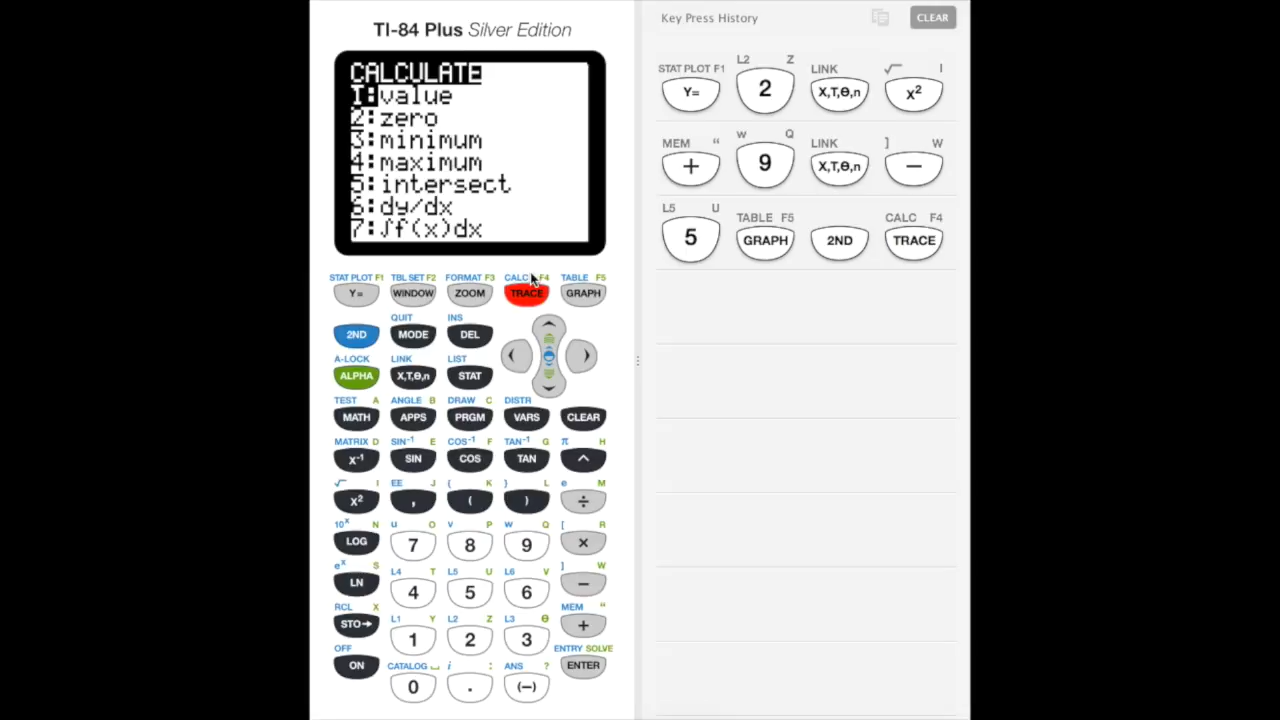 TI-84 Plus Silver Edition
CALCULATE
1:value
2:zero
3:minimum
4:maximum
5:intersect
6:dy/dx
7:∫f(x)dx
STAT PLOT F1 TBL SET F2 FORMAT F3 CALC F4 TABLE F5
Y= WINDOW ZOOM TRACE GRAPH
QUIT INS
2ND MODE DEL
A-LOCK LINK LIST
ALPHA X,T,Θ,n STAT
TEST A ANGLE B DRAW C DISTR
MATH APPS PRGM VARS CLEAR
MATRIX D SIN-1 E COS-1 F TAN-1 G π H
x-1 SIN COS TAN ^
√ I EE J { K } L e M
x2 , ( ) ÷
10x N u O v P w Q [ R
LOG 7 8 9 ×
ex S L4 T L5 U L6 V ] W
LN 4 5 6 −
RCL X L1 Y L2 Z L3 Θ MEM “
STO→ 1 2 3 +
OFF CATALOG i : ANS ? ENTRY SOLVE
ON 0 . (−) ENTER
Key Press History
CLEAR
STAT PLOT F1 L2 Z LINK √ I
Y= 2 X,T,Θ,n x2
MEM “ w Q LINK ] W
+ 9 X,T,Θ,n −
L5 U TABLE F5 CALC F4
5 GRAPH 2ND TRACE